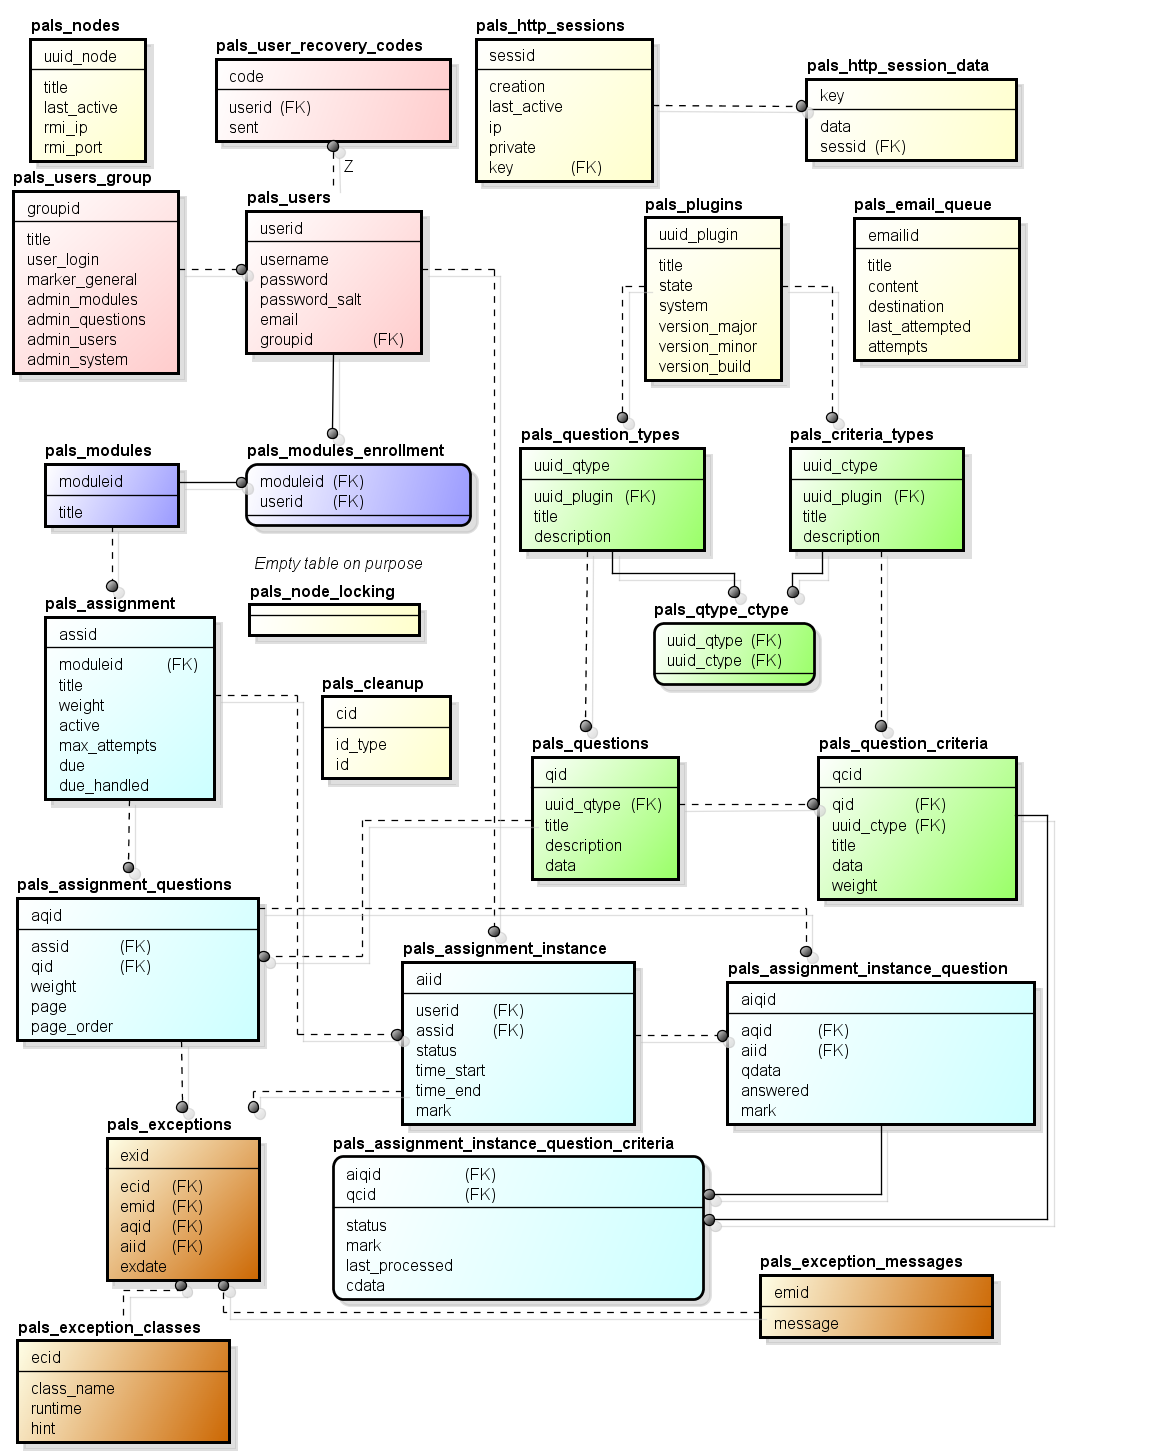 pals_nodes
uuid_node
title
last_active
rmi_ip
rmi_port
pals_user_recovery_codes
code
userid (FK)
sent
Z
pals_http_sessions
sessid
creation
last_active
ip
private
key (FK)
pals_http_session_data
key
data
sessid (FK)
pals_users_group
groupid
title
user_login
marker_general
admin_modules
admin_questions
admin_users
admin_system
pals_users
userid
username
password
password_salt
email
groupid (FK)
pals_plugins
uuid_plugin
title
state
system
version_major
version_minor
version_build
pals_email_queue
emailid
title
content
destination
last_attempted
attempts
pals_modules
moduleid
title
pals_modules_enrollment
moduleid (FK)
userid (FK)
pals_question_types
uuid_qtype
uuid_plugin (FK)
title
description
pals_criteria_types
uuid_ctype
uuid_plugin (FK)
title
description
Empty table on purpose
pals_node_locking
pals_qtype_ctype
uuid_qtype (FK)
uuid_ctype (FK)
pals_assignment
assid
moduleid (FK)
title
weight
active
max_attempts
due
due_handled
pals_cleanup
cid
id_type
id
pals_questions
qid
uuid_qtype (FK)
title
description
data
pals_question_criteria
qcid
qid (FK)
uuid_ctype (FK)
title
data
weight
pals_assignment_questions
aqid
assid (FK)
qid (FK)
weight
page
page_order
pals_assignment_instance
aiid
userid (FK)
assid (FK)
status
time_start
time_end
mark
pals_assignment_instance_question
aiqid
aqid (FK)
aiid (FK)
qdata
answered
mark
pals_exceptions
exid
ecid (FK)
emid (FK)
aqid (FK)
aiid (FK)
exdate
pals_assignment_instance_question_criteria
aiqid (FK)
qcid (FK)
status
mark
last_processed
cdata
pals_exception_messages
emid
message
pals_exception_classes
ecid
class_name
runtime
hint